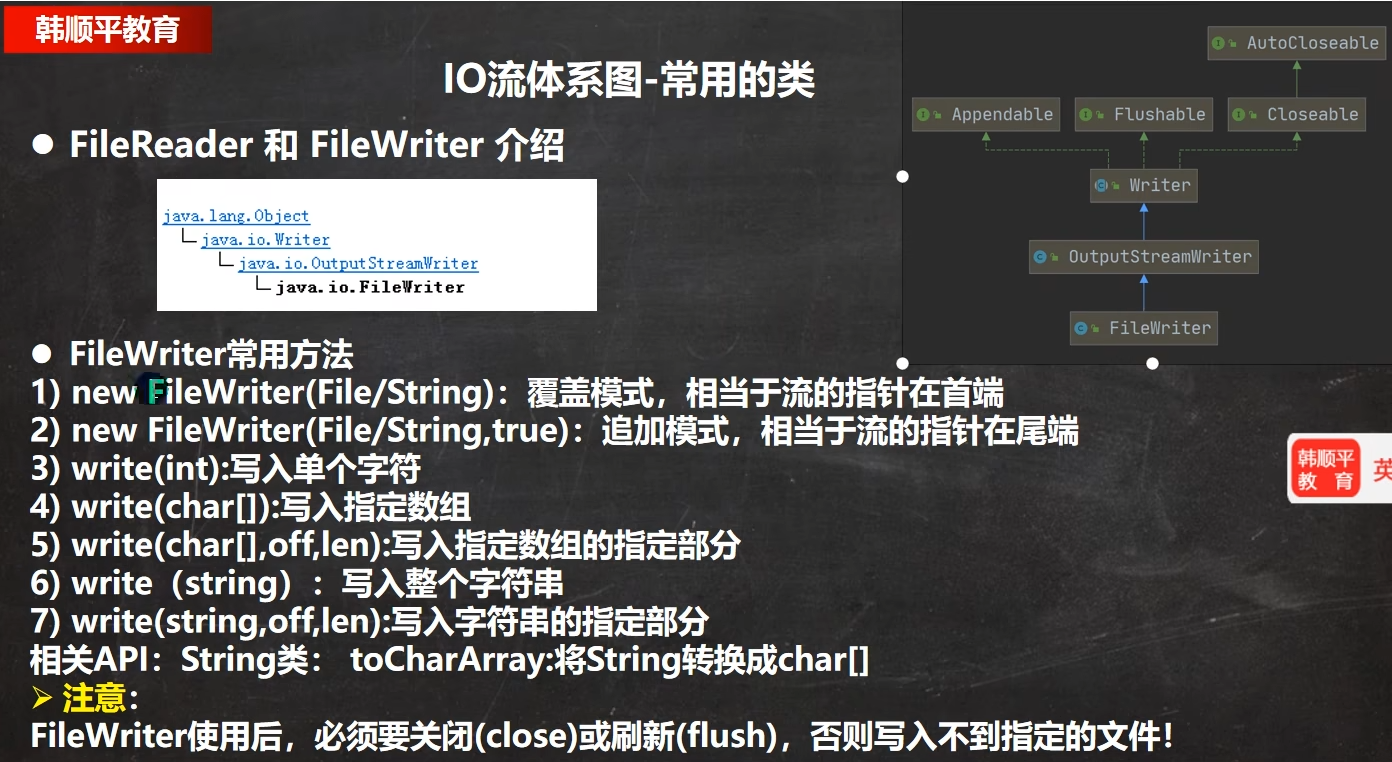 韩顺平教育
IO流体系图-常用的类
● FileReader 和 FileWriter 介绍
java.lang.Object
java.io.Writer
java.io.OutputStreamWriter
java.io.FileWriter
AutoCloseable
Appendable
Flushable
Closeable
Writer
OutputStreamWriter
FileWriter
● FileWriter常用方法
1) new FileWriter(File/String)：覆盖模式，相当于流的指针在首端
2) new FileWriter(File/String,true)：追加模式，相当于流的指针在尾端
3) write(int):写入单个字符
4) write(char[]):写入指定数组
5) write(char[],off,len):写入指定数组的指定部分
6) write（string）：写入整个字符串
7) write(string,off,len):写入字符串的指定部分
相关API：String类： toCharArray:将String转换成char[]
➢ 注意：
FileWriter使用后，必须要关闭(close)或刷新(flush)，否则写入不到指定的文件！
韩顺平
教 育
英